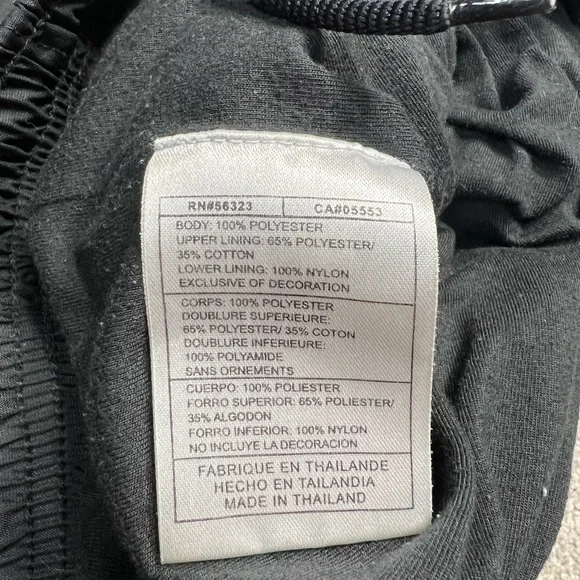 RN#56323 CA#05553
BODY: 100% POLYESTER
UPPER LINING: 65% POLYESTER/
35% COTTON
LOWER LINING: 100% NYLON
EXCLUSIVE OF DECORATION
CORPS: 100% POLYESTER
DOUBLURE SUPERIEURE:
65% POLYESTER/ 35% COTON
DOUBLURE INFERIEURE:
100% POLYAMIDE
SANS ORNEMENTS
CUERPO: 100% POLIESTER
FORRO SUPERIOR: 65% POLIESTER/
35% ALGODON
FORRO INFERIOR: 100% NYLON
NO INCLUYE LA DECORACION
FABRIQUE EN THAILANDE
HECHO EN TAILANDIA
MADE IN THAILAND